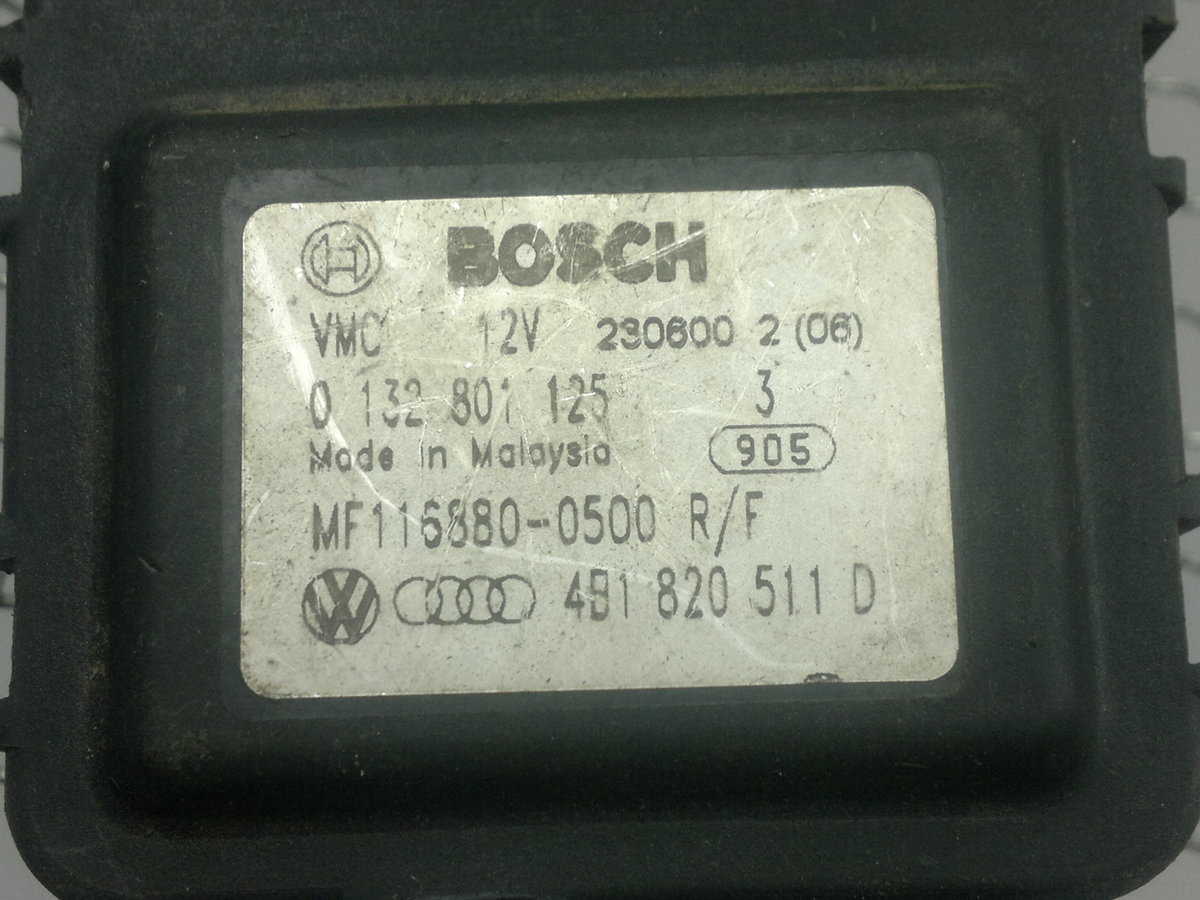 BOSCH
VMC 12V 230600 2 (06)
0 132 801 125 3
Made in Malaysia 905
MF116880-0500 R/F
4B1 820 511 D